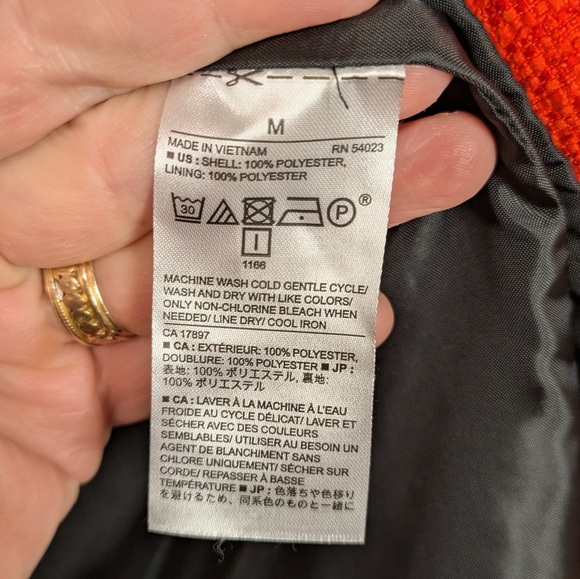 M
MADE IN VIETNAM RN 54023
■ US : SHELL: 100% POLYESTER,
LINING: 100% POLYESTER
30 P ®
1166
MACHINE WASH COLD GENTLE CYCLE/
WASH AND DRY WITH LIKE COLORS/
ONLY NON-CHLORINE BLEACH WHEN
NEEDED/ LINE DRY/ COOL IRON
CA 17897
■ CA : EXTÉRIEUR: 100% POLYESTER,
DOUBLURE: 100% POLYESTER ■ JP :
表地: 100% ポリエステル, 裏地:
100% ポリエステル
■ CA : LAVER À LA MACHINE À L'EAU
FROIDE AU CYCLE DÉLICAT/ LAVER ET
SÉCHER AVEC DES COULEURS
SEMBLABLES/ UTILISER AU BESOIN UN
AGENT DE BLANCHIMENT SANS
CHLORE UNIQUEMENT/ SÉCHER SUR
CORDE/ REPASSER À BASSE
TEMPÉRATURE ■ JP : 色落ちや色移り
を避けるため、同系色のものと一緒に